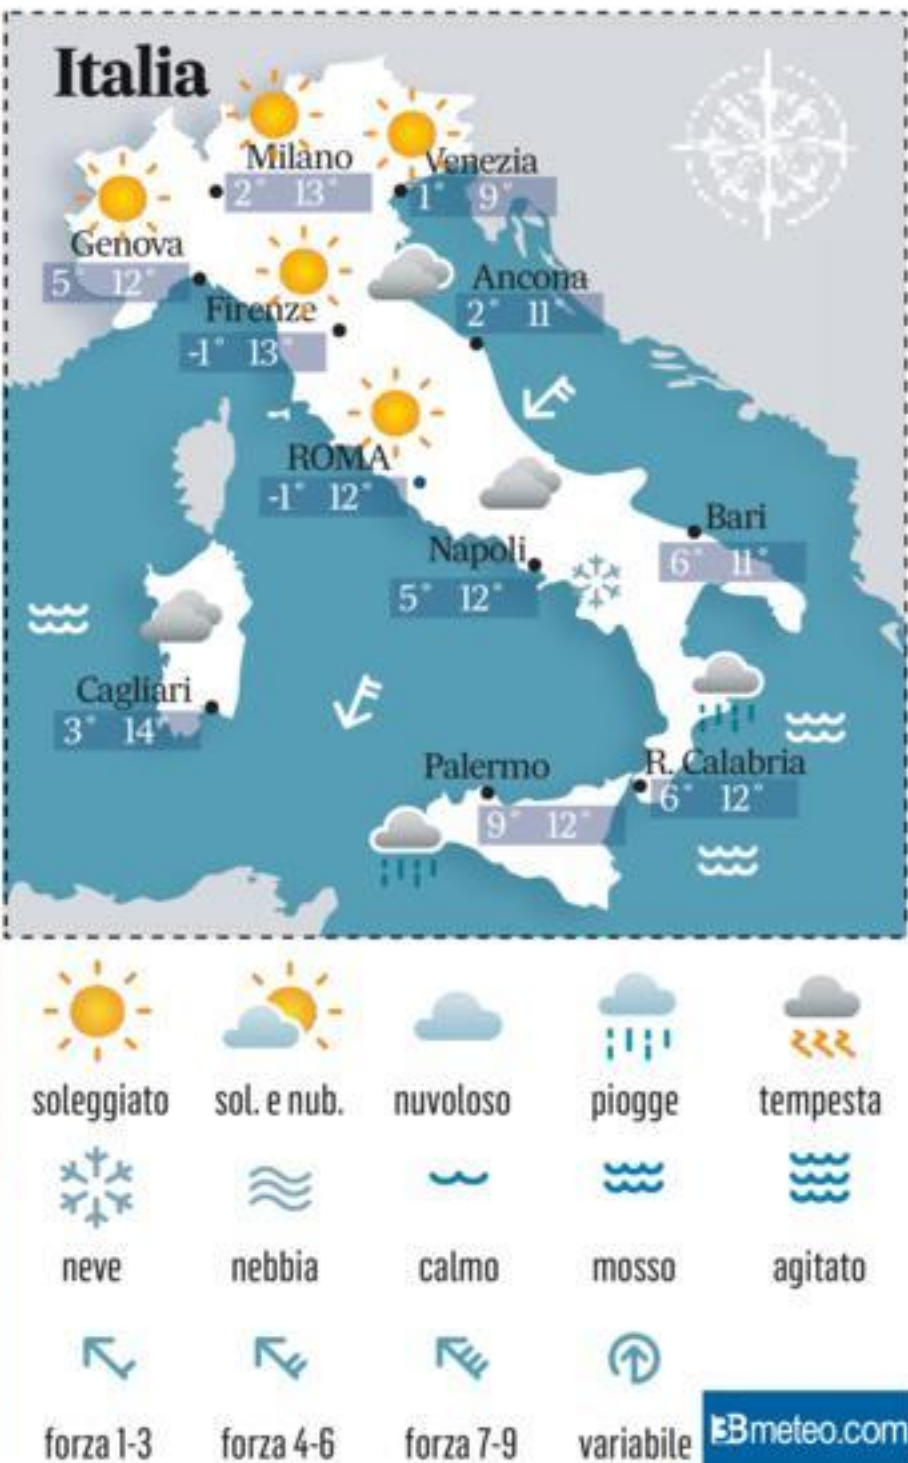 Italia
Milano
2° 13°
Venezia
1° 9°
Genova
5° 12°
Firenze
-1° 13°
Ancona
2° 11°
ROMA
-1° 12°
Bari
6° 11°
Napoli
5° 12°
Cagliari
3° 14°
Palermo
9° 12°
R. Calabria
6° 12°
soleggiato sol. e nub. nuvoloso piogge tempesta
neve nebbia calmo mosso agitato
forza 1-3 forza 4-6 forza 7-9 variabile
3Bmeteo.com